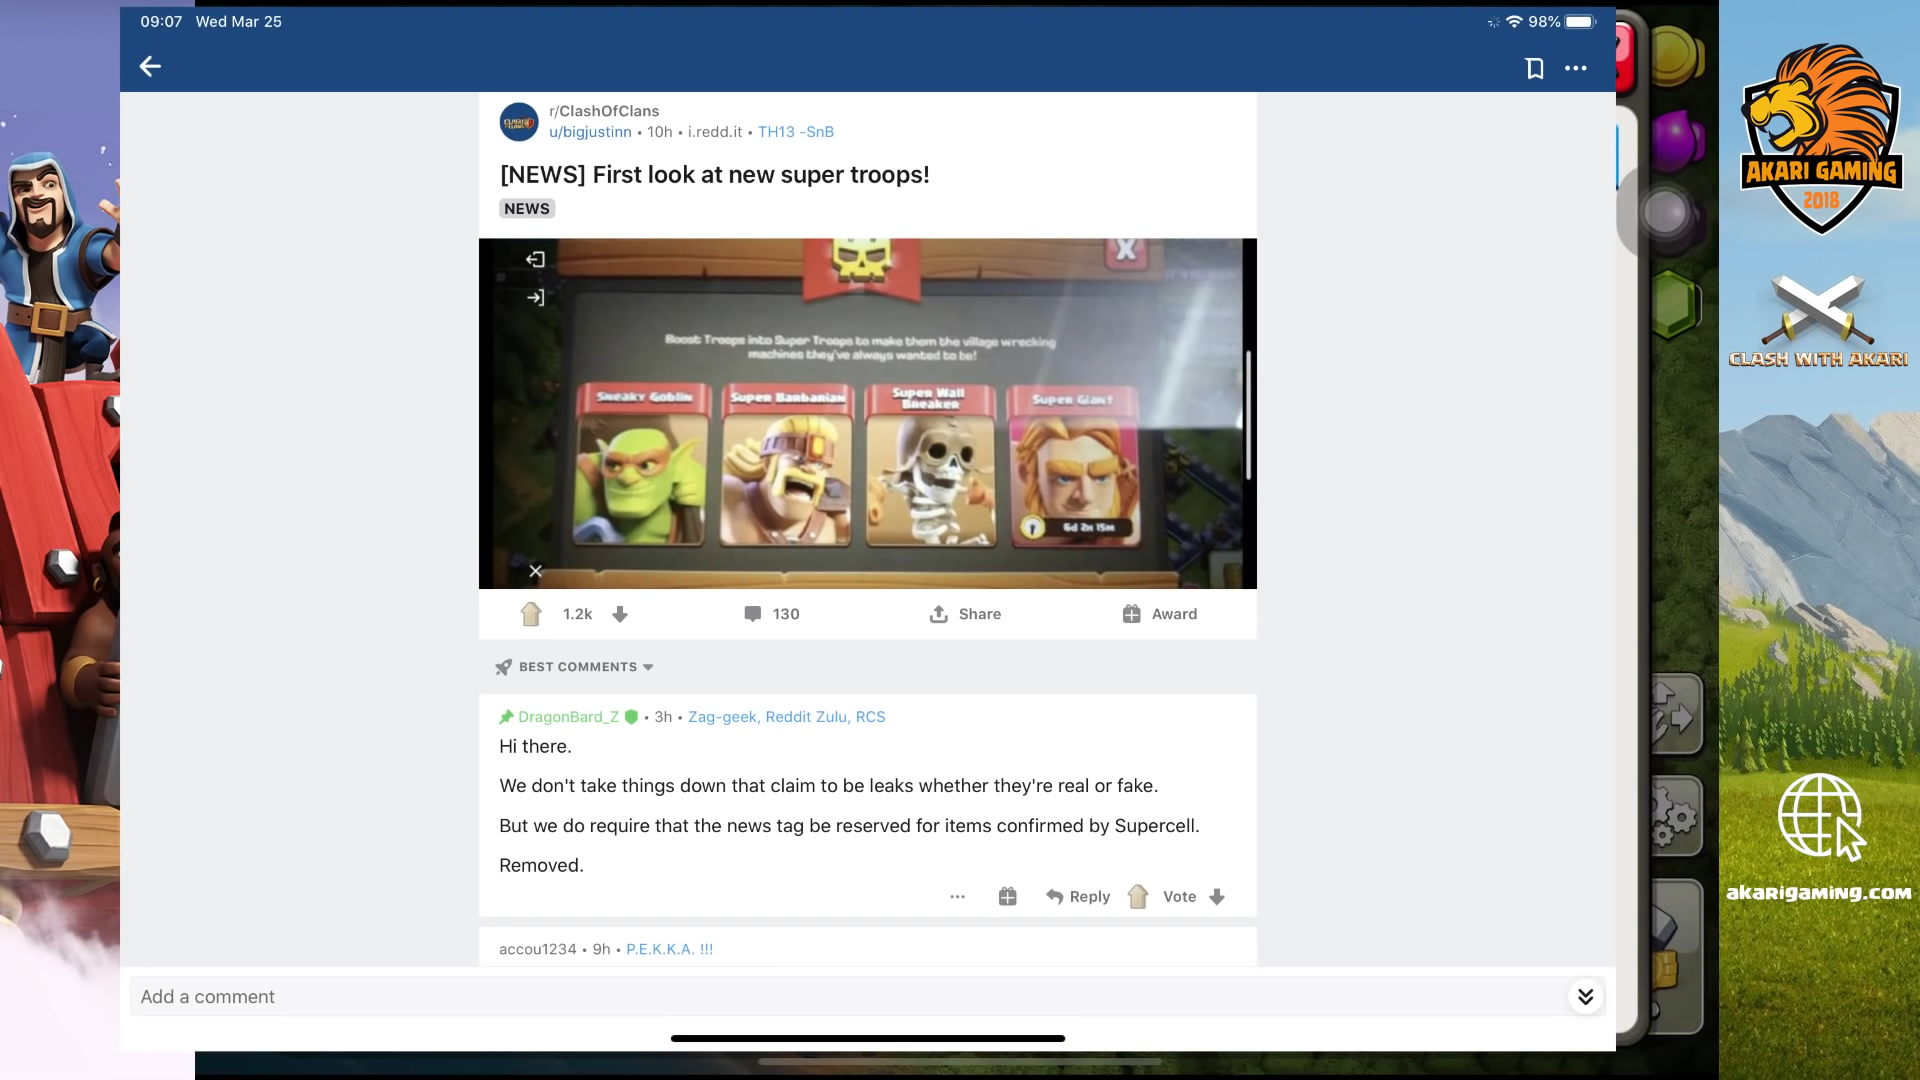 09:07 Wed Mar 25
98%
r/ClashOfClans
u/bigjustinn • 10h • i.redd.it • TH13 -SnB
[NEWS] First look at new super troops!
NEWS
Boost Troops into Super Troops to make them the village wrecking
machines they've always wanted to be!
Sneaky Goblin
Super Barbarian
Super Wall
Breaker
Super Giant
6d 2H 15M
1.2k
130
Share
Award
BEST COMMENTS
DragonBard_Z • 3h • Zag-geek, Reddit Zulu, RCS
Hi there.
We don't take things down that claim to be leaks whether they're real or fake.
But we do require that the news tag be reserved for items confirmed by Supercell.
Removed.
Reply
Vote
accou1234 • 9h • P.E.K.K.A. !!!
Add a comment
AKARI GAMING
2018
CLASH WITH AKARI
akarigaming.com